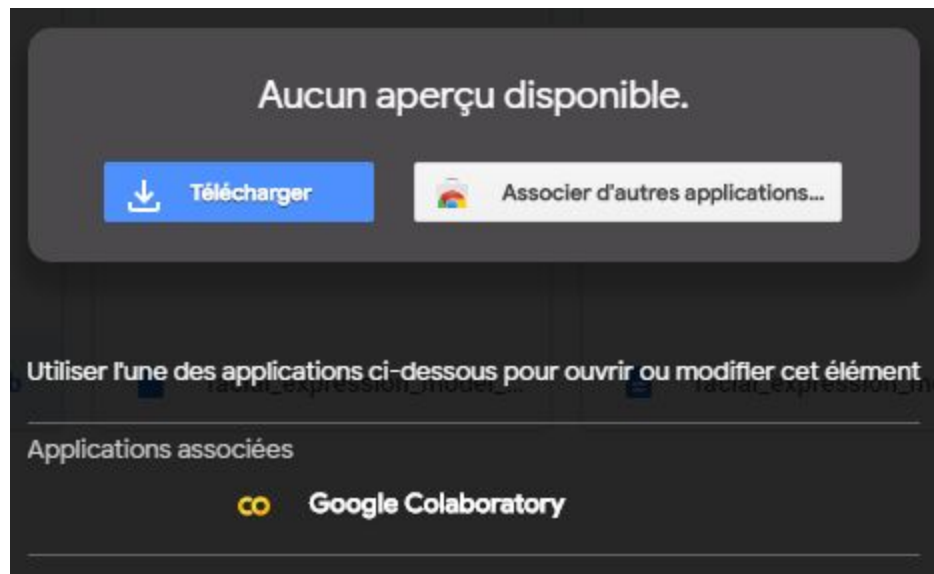 Aucun aperçu disponible.
Télécharger
Associer d'autres applications...
Utiliser l'une des applications ci-dessous pour ouvrir ou modifier cet élément
facial_expression_model_...
Applications associées
Google Colaboratory